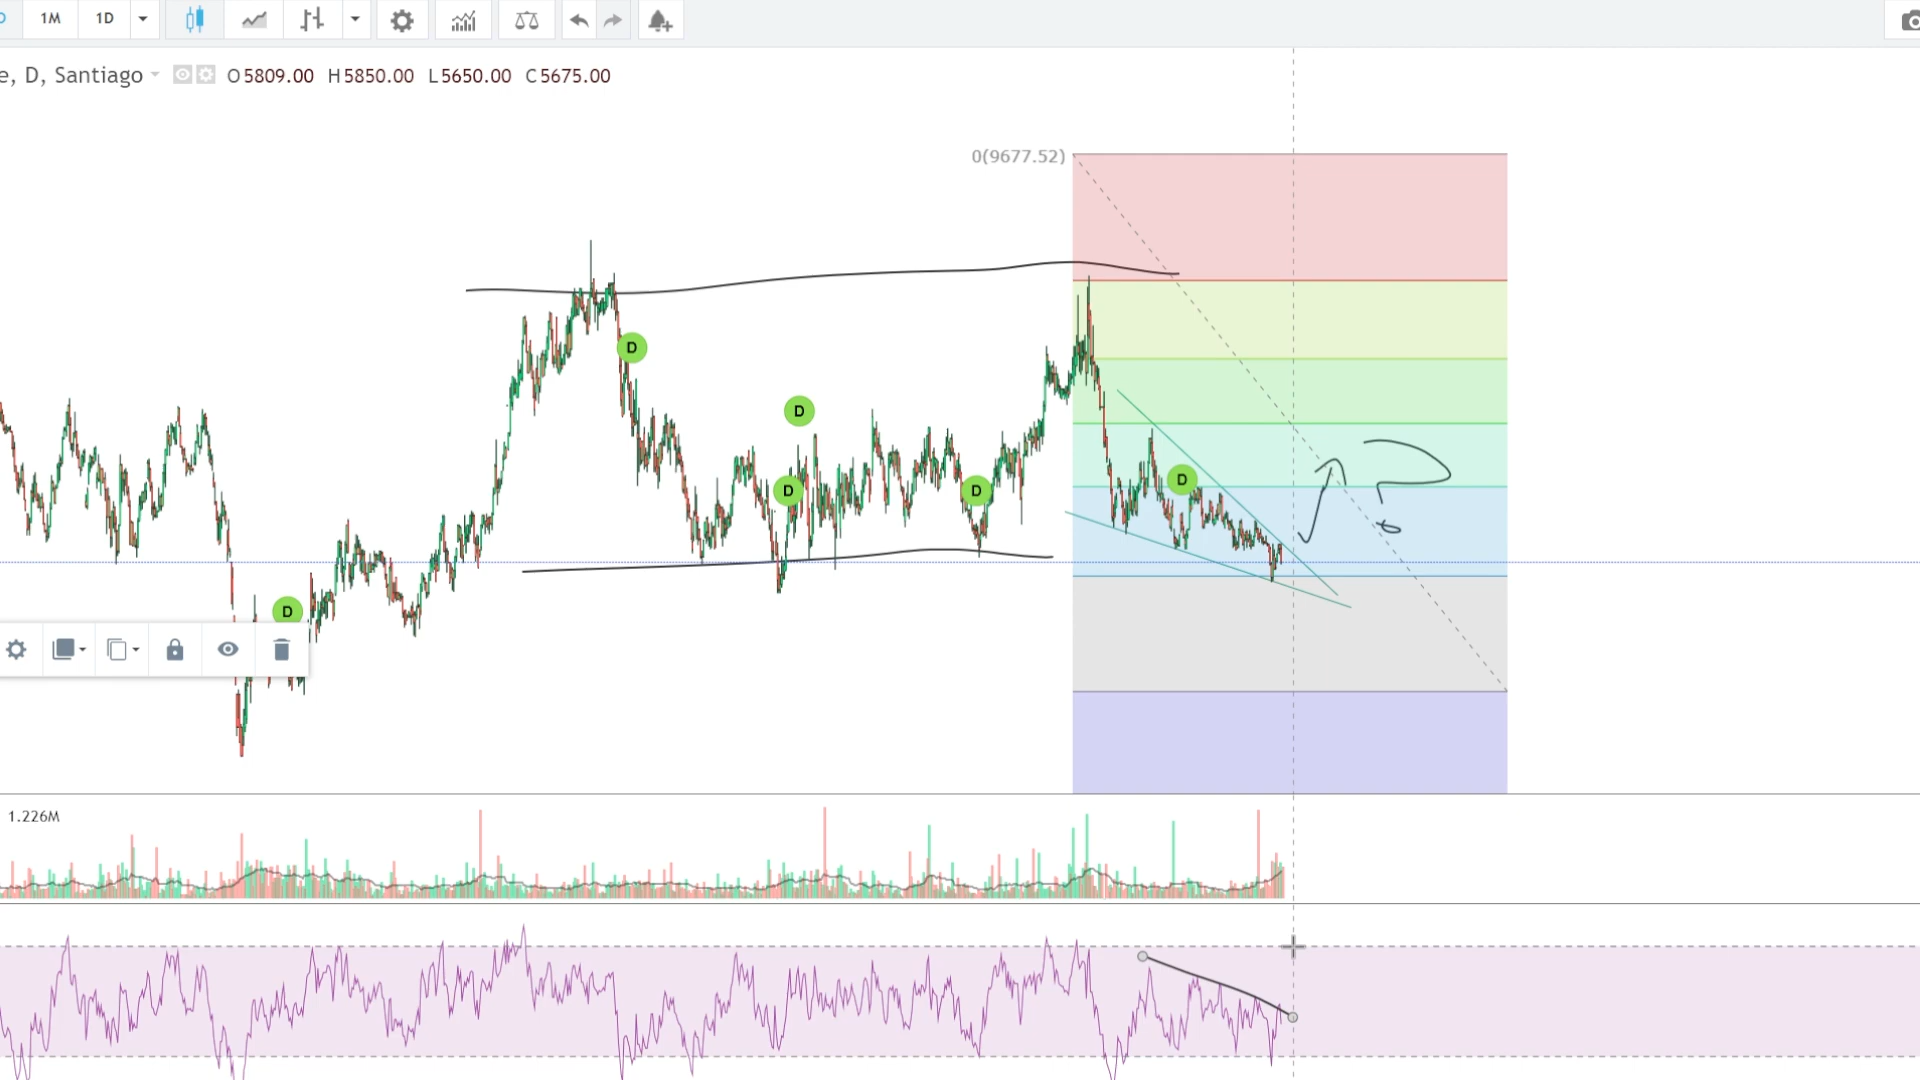 1M 1D
e, D, Santiago O5809.00 H5850.00 L5650.00 C5675.00
0(9677.52)
D
D
D
D
D
D
1.226M